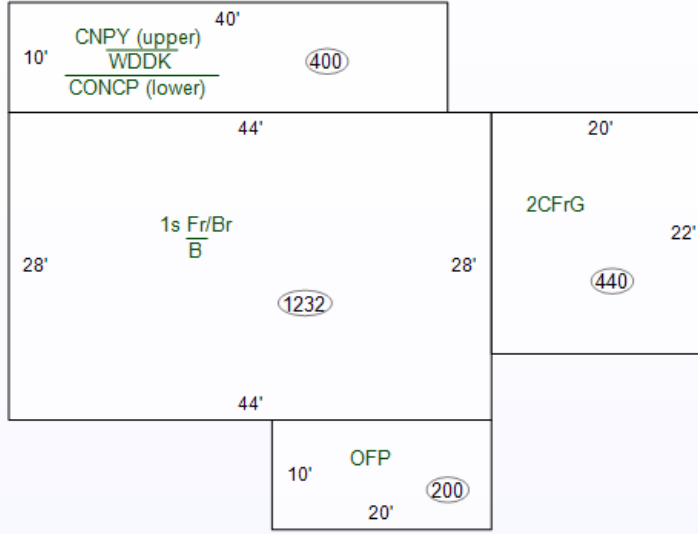 40'
CNPY (upper)
10'
WDDK
400
CONCP (lower)
44'
20'
2CFrG
1s Fr/Br
22'
B
28'
28'
440
1232
44'
OFP
10'
200
20'